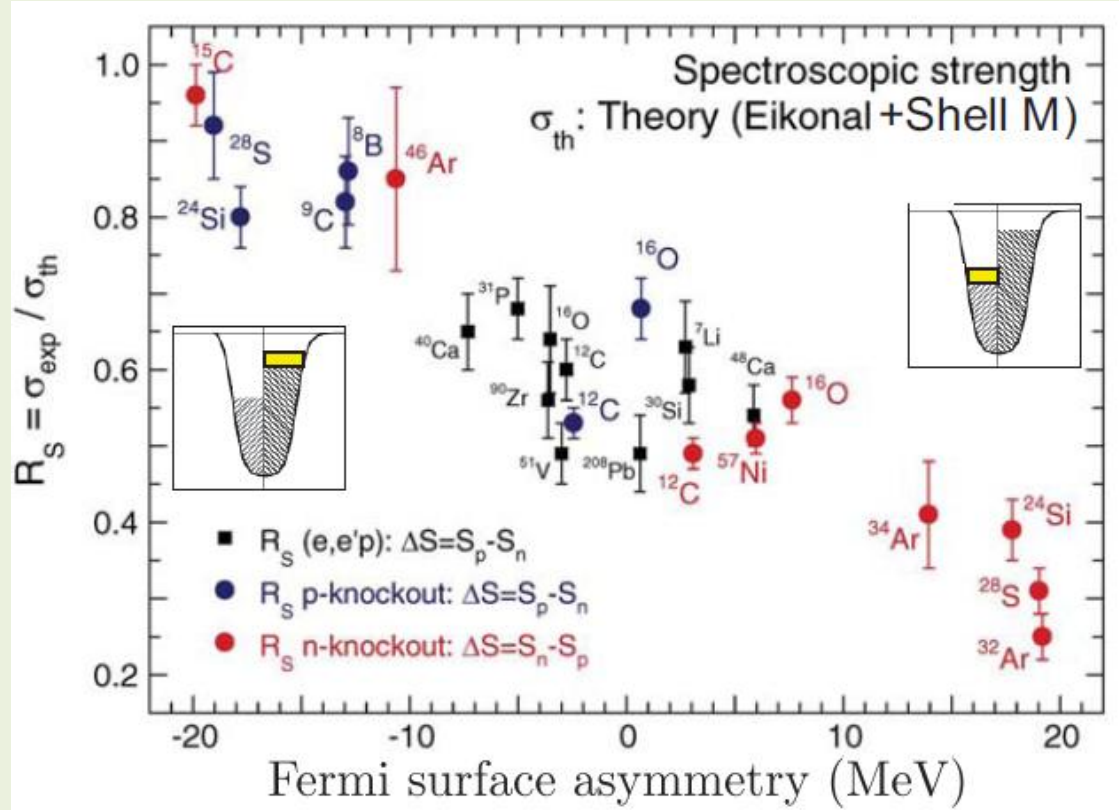 Spectroscopic strength
σth: Theory (Eikonal +Shell M)
RS = σexp / σth
1.0
0.8
0.6
0.4
0.2
15C
28S
24Si
8B
9C
46Ar
16O
31P
16O
7Li
40Ca
12C
48Ca
90Zr
12C
30Si
16O
51V
208Pb
12C
57Ni
34Ar
24Si
28S
32Ar
RS (e,e'p): ΔS=Sp-Sn
RS p-knockout: ΔS=Sp-Sn
RS n-knockout: ΔS=Sn-Sp
-20 -10 0 10 20
Fermi surface asymmetry (MeV)